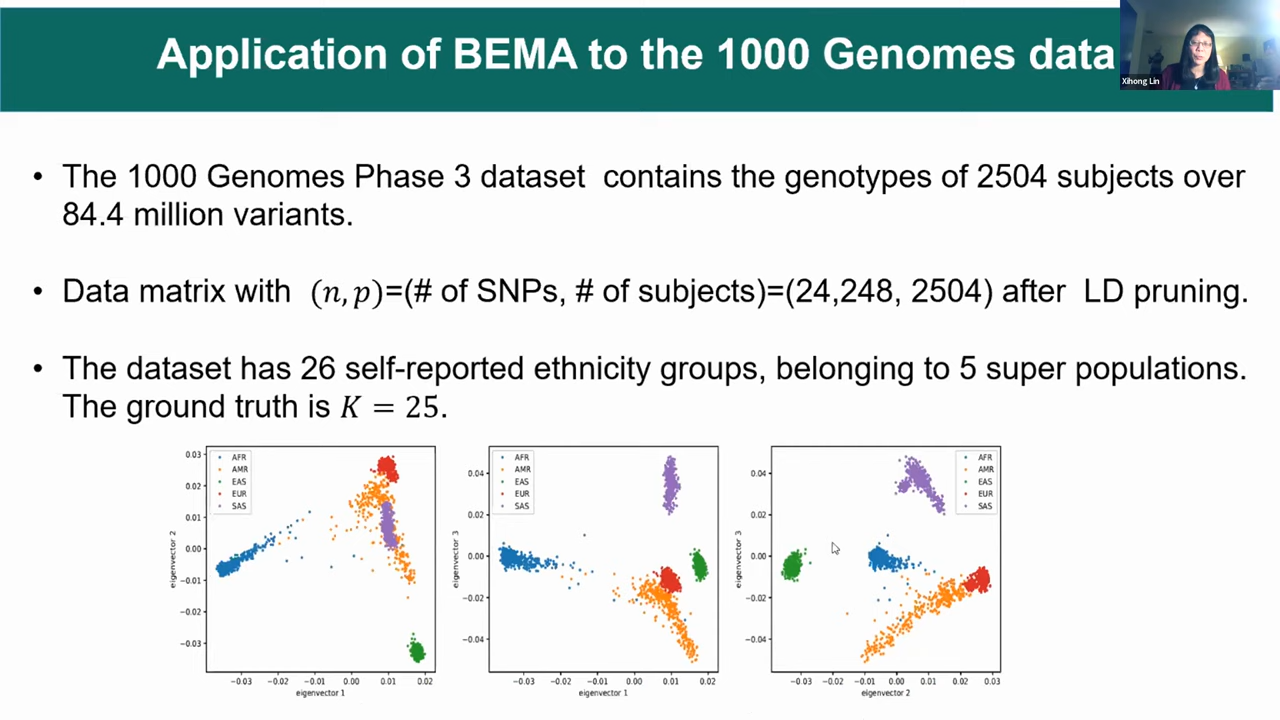 Application of BEMA to the 1000 Genomes data
Xihong Lin
• The 1000 Genomes Phase 3 dataset contains the genotypes of 2504 subjects over
84.4 million variants.
• Data matrix with (n, p)=(# of SNPs, # of subjects)=(24,248, 2504) after LD pruning.
• The dataset has 26 self-reported ethnicity groups, belonging to 5 super populations.
The ground truth is K = 25.
0.03
0.02
0.01
0.00
−0.01
−0.02
−0.03
eigenvector 2
AFR
AMR
EAS
EUR
SAS
−0.03 −0.02 −0.01 0.00 0.01 0.02
eigenvector 1
0.04
0.02
0.00
−0.02
−0.04
eigenvector 3
AFR
AMR
EAS
EUR
SAS
−0.03 −0.02 −0.01 0.00 0.01 0.02
eigenvector 1
0.04
0.02
0.00
−0.02
−0.04
eigenvector 3
AFR
AMR
EAS
EUR
SAS
−0.03 −0.02 −0.01 0.00 0.01 0.02 0.03
eigenvector 2